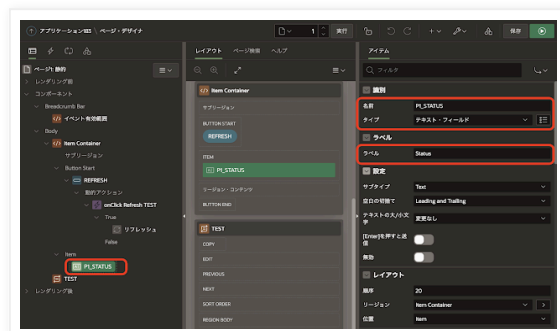 アプリケーション103 \ ページ・デザイナ
1
実行
保存
レイアウト ページ検索 ヘルプ
アイテム
ページ1: 静的
レンダリング前
コンポーネント
Breadcrumb Bar
イベント有効範囲
Body
Item Container
サブリージョン
Button Start
REFRESH
動的アクション
onClick Refresh TEST
True
リフレッシュ
False
Item
P1_STATUS
TEST
レンダリング後
Item Container
サブリージョン
BUTTON START
REFRESH
ITEM
P1_STATUS
リージョン・コンテンツ
BUTTON END
TEST
COPY
EDIT
PREVIOUS
NEXT
SORT ORDER
REGION BODY
フィルタ
識別
名前 P1_STATUS
タイプ テキスト・フィールド
ラベル
ラベル Status
設定
サブタイプ Text
空白の切捨て Leading and Trailing
テキストの大/小文字 変更なし
[Enter]を押すと送信
無効
レイアウト
順序 20
リージョン Item Container
位置 Item